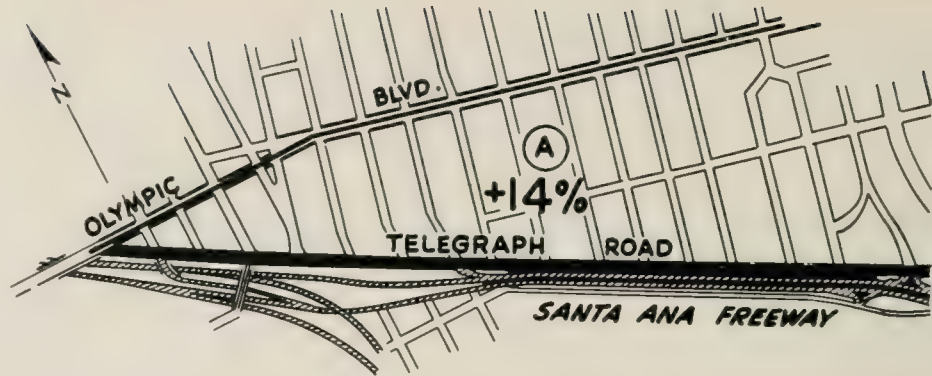 N
BLVD.
OLYMPIC
A
+14%
TELEGRAPH ROAD
SANTA ANA FREEWAY